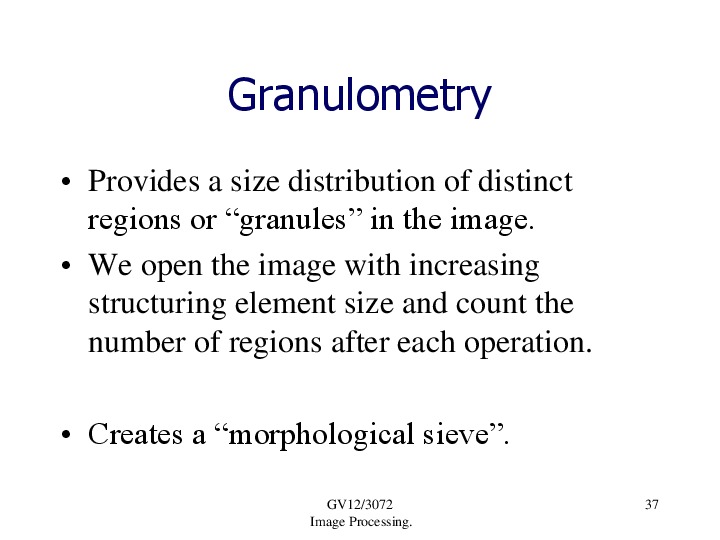 Granulometry
• Provides a size distribution of distinct
regions or “granules” in the image.
• We open the image with increasing
structuring element size and count the
number of regions after each operation.
• Creates a “morphological sieve”.
GV12/3072
Image Processing.
37